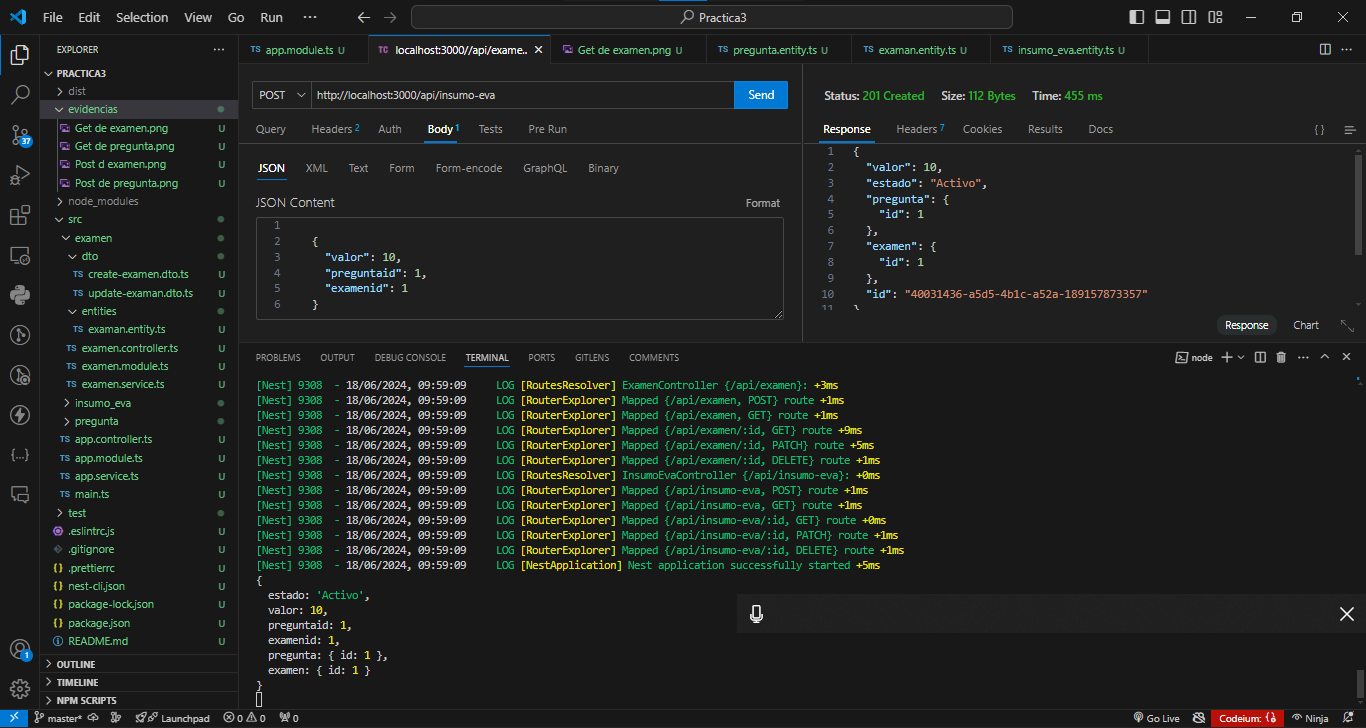 File Edit Selection View Go Run ··· Practica3
EXPLORER ···
PRACTICA3
dist
evidencias
Get de examen.png U
Get de pregunta.png U
Post d examen.png U
Post de pregunta.png U
node_modules
src
examen
dto
TS create-examen.dto.ts U
TS update-examan.dto.ts U
entities
TS examan.entity.ts U
TS examen.controller.ts U
TS examen.module.ts U
TS examen.service.ts U
insumo_eva
pregunta
TS app.controller.ts U
TS app.module.ts U
TS app.service.ts U
TS main.ts U
test
.eslintrc.js U
.gitignore U
{} .prettierrc U
{} nest-cli.json U
{} package-lock.json U
{} package.json U
README.md U
OUTLINE
TIMELINE
NPM SCRIPTS
37
1
TS app.module.ts U
TC localhost:3000//api/exame..
Get de examen.png U
TS pregunta.entity.ts U
TS examan.entity.ts U
TS insumo_eva.entity.ts U
POST http://localhost:3000/api/insumo-eva Send
Query Headers 2 Auth Body 1 Tests Pre Run
JSON XML Text Form Form-encode GraphQL Binary
JSON Content Format
1
2 {
3 "valor": 10,
4 "preguntaid": 1,
5 "examenid": 1
6 }
Status: 201 Created Size: 112 Bytes Time: 455 ms
Response Headers 7 Cookies Results Docs {}
1 {
2 "valor": 10,
3 "estado": "Activo",
4 "pregunta": {
5 "id": 1
6 },
7 "examen": {
8 "id": 1
9 },
10 "id": "40031436-a5d5-4b1c-a52a-189157873357"
11 }
Response Chart
PROBLEMS OUTPUT DEBUG CONSOLE TERMINAL PORTS GITLENS COMMENTS node
[Nest] 9308 - 18/06/2024, 09:59:09 LOG [RoutesResolver] ExamenController {/api/examen}: +3ms
[Nest] 9308 - 18/06/2024, 09:59:09 LOG [RouterExplorer] Mapped {/api/examen, POST} route +1ms
[Nest] 9308 - 18/06/2024, 09:59:09 LOG [RouterExplorer] Mapped {/api/examen, GET} route +1ms
[Nest] 9308 - 18/06/2024, 09:59:09 LOG [RouterExplorer] Mapped {/api/examen/:id, GET} route +9ms
[Nest] 9308 - 18/06/2024, 09:59:09 LOG [RouterExplorer] Mapped {/api/examen/:id, PATCH} route +5ms
[Nest] 9308 - 18/06/2024, 09:59:09 LOG [RouterExplorer] Mapped {/api/examen/:id, DELETE} route +1ms
[Nest] 9308 - 18/06/2024, 09:59:09 LOG [RoutesResolver] InsumoEvaController {/api/insumo-eva}: +0ms
[Nest] 9308 - 18/06/2024, 09:59:09 LOG [RouterExplorer] Mapped {/api/insumo-eva, POST} route +1ms
[Nest] 9308 - 18/06/2024, 09:59:09 LOG [RouterExplorer] Mapped {/api/insumo-eva, GET} route +1ms
[Nest] 9308 - 18/06/2024, 09:59:09 LOG [RouterExplorer] Mapped {/api/insumo-eva/:id, GET} route +0ms
[Nest] 9308 - 18/06/2024, 09:59:09 LOG [RouterExplorer] Mapped {/api/insumo-eva/:id, PATCH} route +1ms
[Nest] 9308 - 18/06/2024, 09:59:09 LOG [RouterExplorer] Mapped {/api/insumo-eva/:id, DELETE} route +1ms
[Nest] 9308 - 18/06/2024, 09:59:09 LOG [NestApplication] Nest application successfully started +5ms
{
estado: 'Activo',
valor: 10,
preguntaid: 1,
examenid: 1,
pregunta: { id: 1 },
examen: { id: 1 }
}
master* Launchpad 0 0 0 Go Live Codeium: {} Ninja